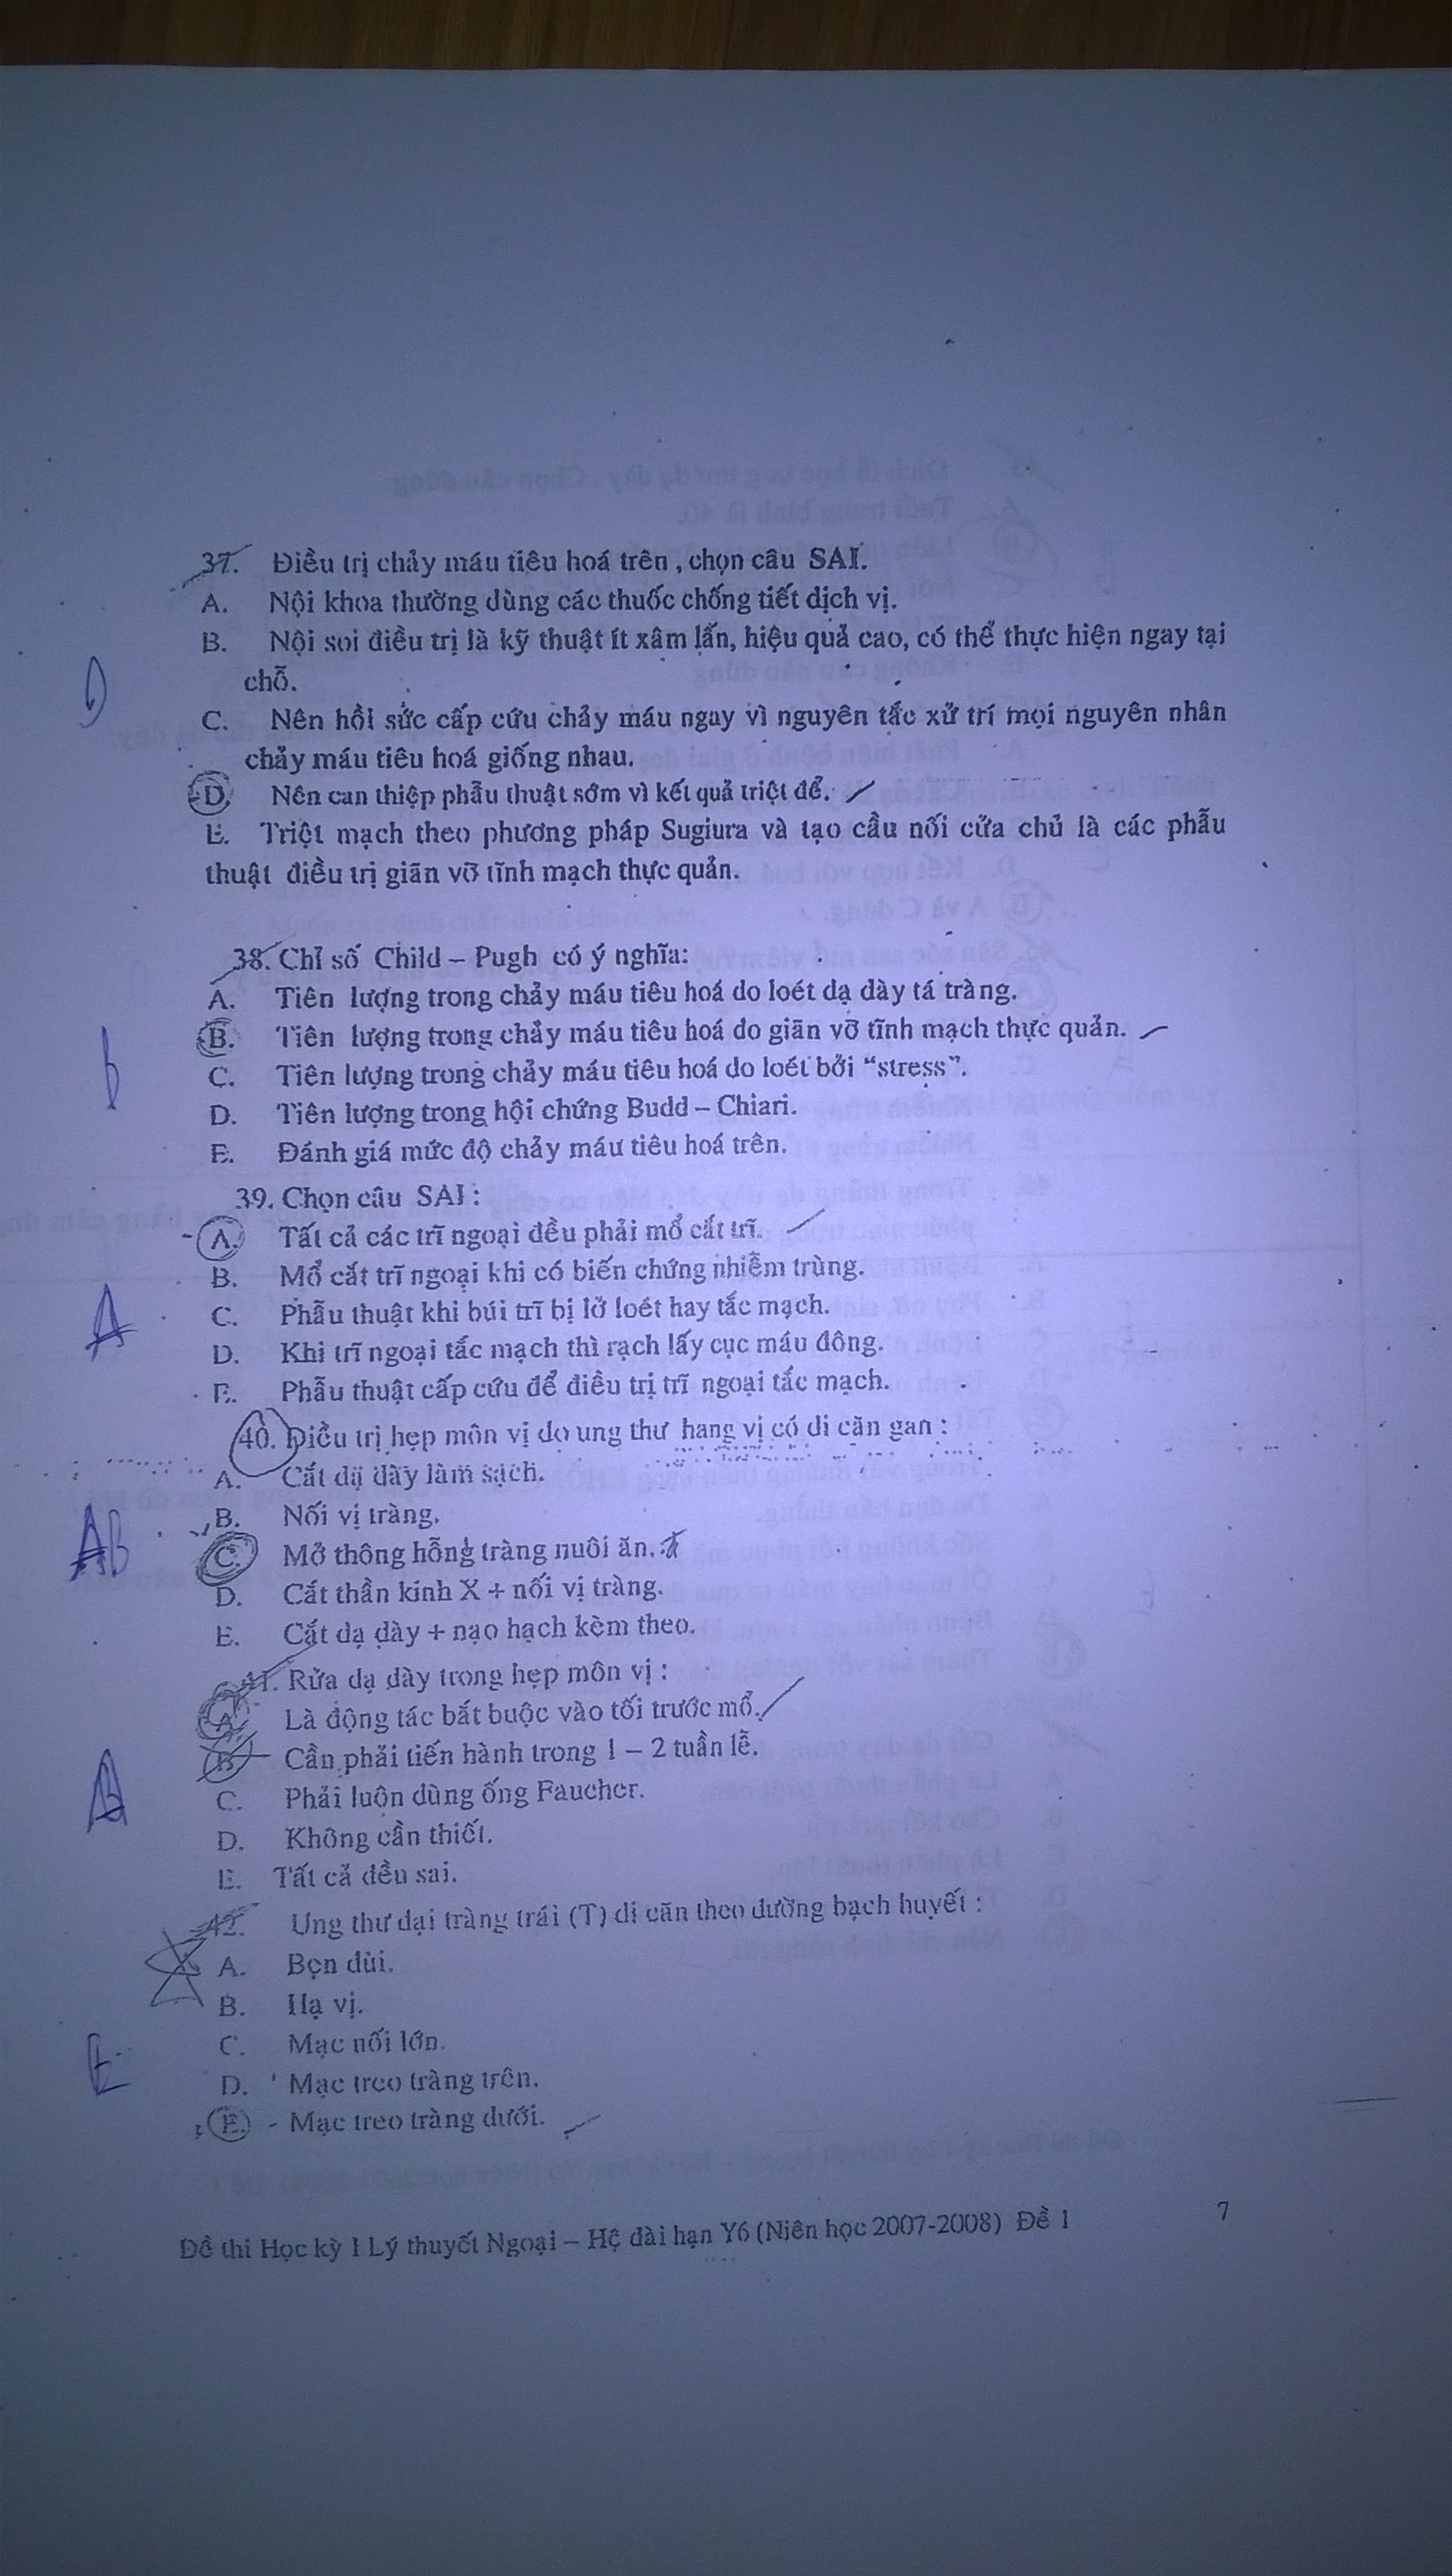 37. Điều trị chảy máu tiêu hoá trên , chọn câu SAI.
A. Nội khoa thường dùng các thuốc chống tiết dịch vị.
B. Nội soi điều trị là kỹ thuật ít xâm lấn, hiệu quả cao, có thể thực hiện ngay tại
chỗ.
D
C. Nên hồi sức cấp cứu chảy máu ngay vì nguyên tắc xử trí mọi nguyên nhân
chảy máu tiêu hoá giống nhau.
D. Nên can thiệp phẫu thuật sớm vì kết quả triệt để.
E. Triệt mạch theo phương pháp Sugiura và tạo cầu nối cửa chủ là các phẫu
thuật điều trị giãn vỡ tĩnh mạch thực quản.
38. Chỉ số Child – Pugh có ý nghĩa:
A. Tiên lượng trong chảy máu tiêu hoá do loét dạ dày tá tràng.
B. Tiên lượng trong chảy máu tiêu hoá do giãn vỡ tĩnh mạch thực quản.
b
C. Tiên lượng trong chảy máu tiêu hoá do loét bởi “stress”.
D. Tiên lượng trong hội chứng Budd – Chiari.
E. Đánh giá mức độ chảy máu tiêu hoá trên.
39. Chọn câu SAI :
A. Tất cả các trĩ ngoại đều phải mổ cắt trĩ.
B. Mổ cắt trĩ ngoại khi có biến chứng nhiễm trùng.
A
C. Phẫu thuật khi búi trĩ bị lở loét hay tắc mạch.
D. Khi trĩ ngoại tắc mạch thì rạch lấy cục máu đông.
E. Phẫu thuật cấp cứu để điều trị trĩ ngoại tắc mạch.
40. Điều trị hẹp môn vị do ung thư hang vị có di căn gan :
A. Cắt dạ dày làm sạch.
B. Nối vị tràng.
AB
C. Mở thông hỗng tràng nuôi ăn.
D. Cắt thần kinh X + nối vị tràng.
E. Cắt dạ dày + nạo hạch kèm theo.
41. Rửa dạ dày trong hẹp môn vị :
A. Là động tác bắt buộc vào tối trước mổ.
B. Cần phải tiến hành trong 1 – 2 tuần lễ.
C. Phải luôn dùng ống Faucher.
D. Không cần thiết.
E. Tất cả đều sai.
42. Ung thư đại tràng trái (T) di căn theo đường bạch huyết :
A. Bẹn đùi.
B. Hạ vị.
C. Mạc nối lớn.
E
D. Mạc treo tràng trên.
E. - Mạc treo tràng dưới.
Đề thi Học kỳ I Lý thuyết Ngoại – Hệ dài hạn Y6 (Niên học 2007-2008) Đề 1 7